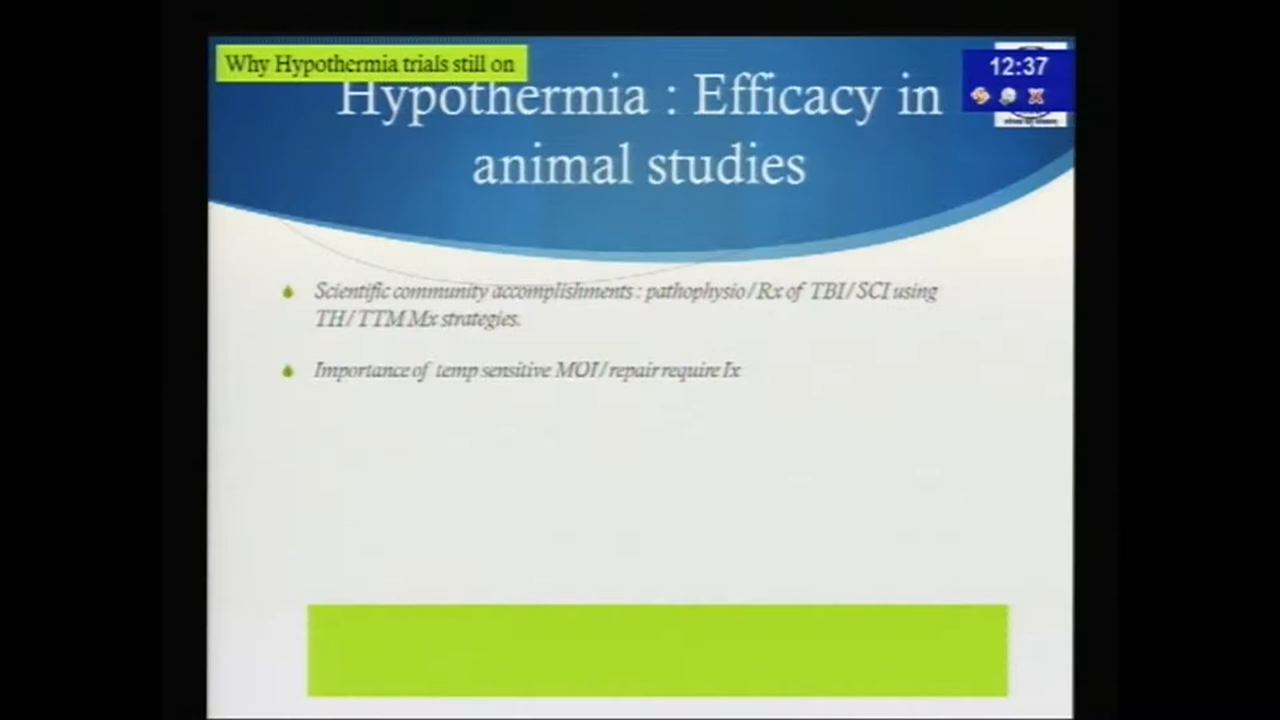 Why Hypothermia trials still on
12:37
Hypothermia : Efficacy in
animal studies
Scientific community accomplishments : pathophysio / Rx of TBI / SCI using
TH / TTM Mx strategies.
Importance of temp sensitive MOI / repair require Ix